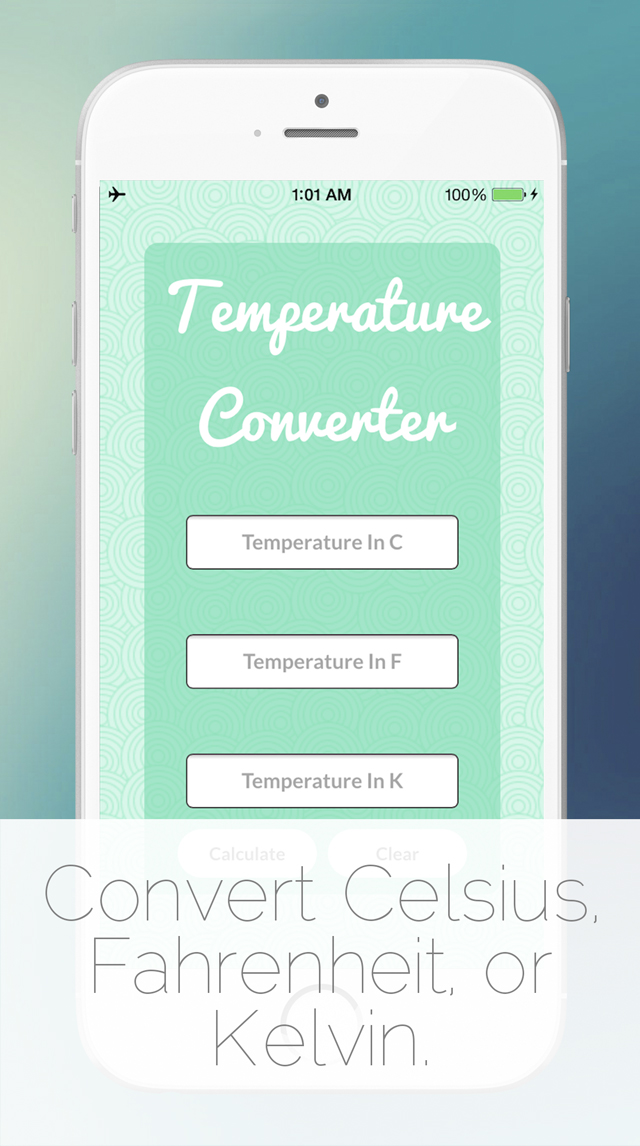 1:01 AM 100%
Temperature
Converter
Temperature In C
Temperature In F
Temperature In K
Calculate Clear
Convert Celsius,
Fahrenheit, or
Kelvin.